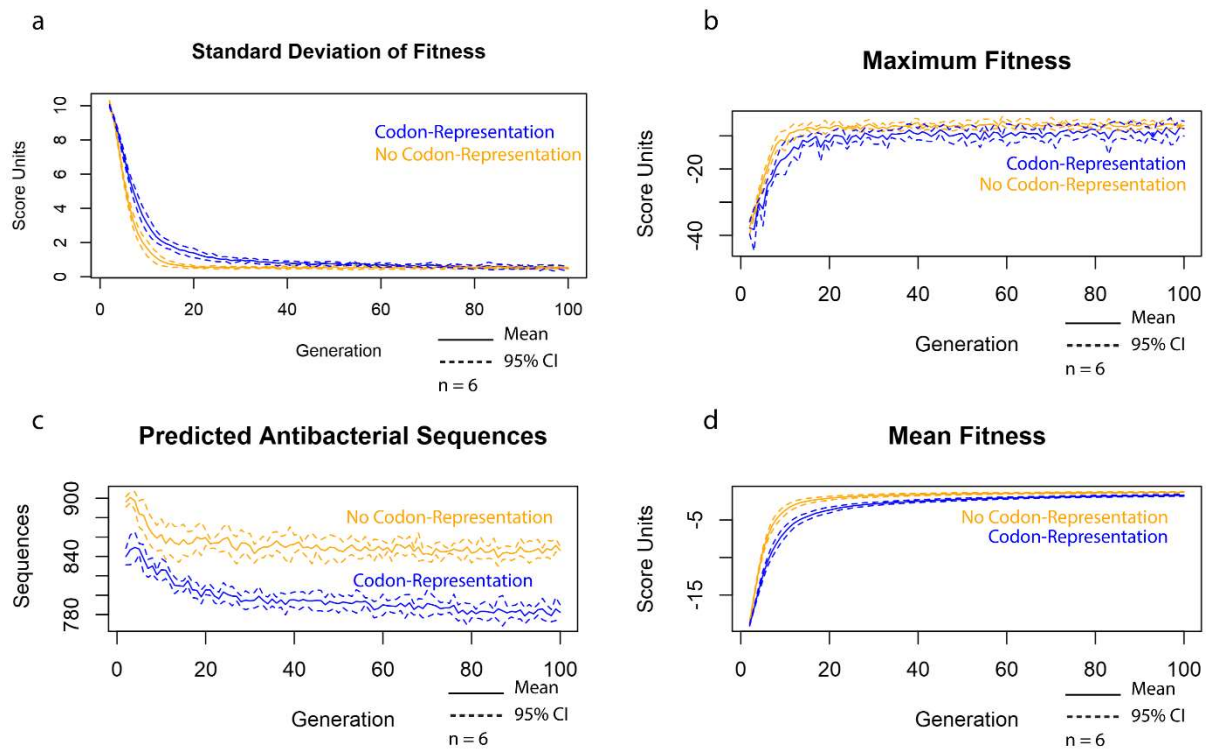 a
Standard Deviation of Fitness
Score Units
10
8
6
4
2
0
Codon-Representation
No Codon-Representation
0 20 40 60 80 100
Generation
Mean
95% CI
n = 6
b
Maximum Fitness
Score Units
-20
-40
Codon-Representation
No Codon-Representation
0 20 40 60 80 100
Generation
Mean
95% CI
n = 6
c
Predicted Antibacterial Sequences
Sequences
900
840
780
No Codon-Representation
Codon-Representation
0 20 40 60 80 100
Generation
Mean
95% CI
n = 6
d
Mean Fitness
Score Units
-5
-15
No Codon-Representation
Codon-Representation
0 20 40 60 80 100
Generation
Mean
95% CI
n = 6